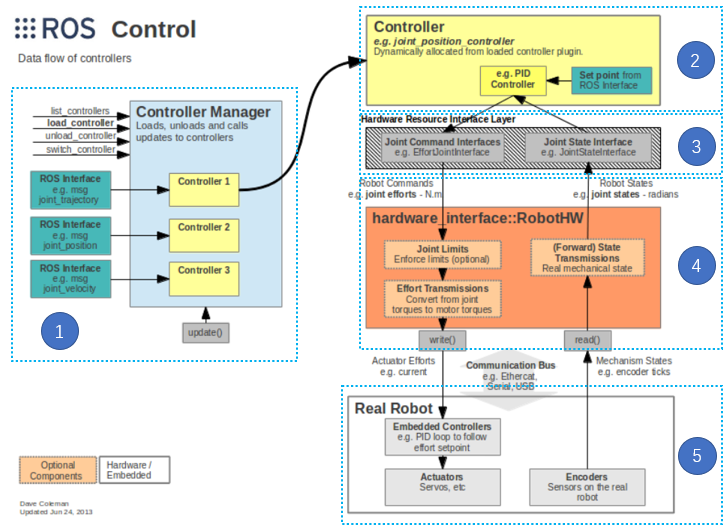 ROS Control
Data flow of controllers
list_controllers
load_controller
unload_controller
switch_controller
Controller Manager
Loads, unloads and calls
updates to controllers
ROS Interface
e.g. msg
joint_trajectory
Controller 1
ROS Interface
e.g. msg
joint_position
Controller 2
ROS Interface
e.g. msg
joint_velocity
Controller 3
update()
1
Controller
e.g. joint_position_controller
Dynamically allocated from loaded controller plugin.
e.g. PID
Controller
Set point from
ROS Interface
2
Hardware Resource Interface Layer
Joint Command Interfaces
e.g. EffortJointInterface
Joint State Interface
e.g. JointStateInterface
3
Robot Commands
e.g. joint efforts - N.m
Robot States
e.g. joint states - radians
hardware_interface::RobotHW
Joint Limits
Enforce limits (optional)
Effort Transmissions
Convert from joint
torques to motor torques
(Forward) State
Transmissions
Real mechanical state
4
write()
read()
Actuator Efforts
e.g. current
Communication Bus
e.g. Ethercat,
Serial, USB
Mechanism States
e.g. encoder ticks
Real Robot
Embedded Controllers
e.g. PID loop to follow
effort setpoint
Actuators
Servos, etc
Encoders
Sensors on the real
robot
5
Optional
Components
Hardware /
Embedded
Dave Coleman
Updated Jun 24, 2013